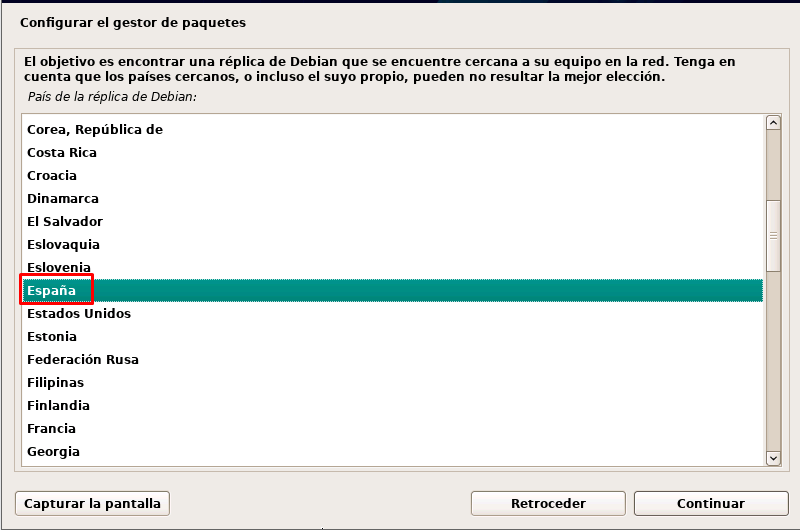 Configurar el gestor de paquetes
El objetivo es encontrar una réplica de Debian que se encuentre cercana a su equipo en la red. Tenga en
cuenta que los países cercanos, o incluso el suyo propio, pueden no resultar la mejor elección.
País de la réplica de Debian:
Corea, República de
Costa Rica
Croacia
Dinamarca
El Salvador
Eslovaquia
Eslovenia
España
Estados Unidos
Estonia
Federación Rusa
Filipinas
Finlandia
Francia
Georgia
Capturar la pantalla
Retroceder
Continuar